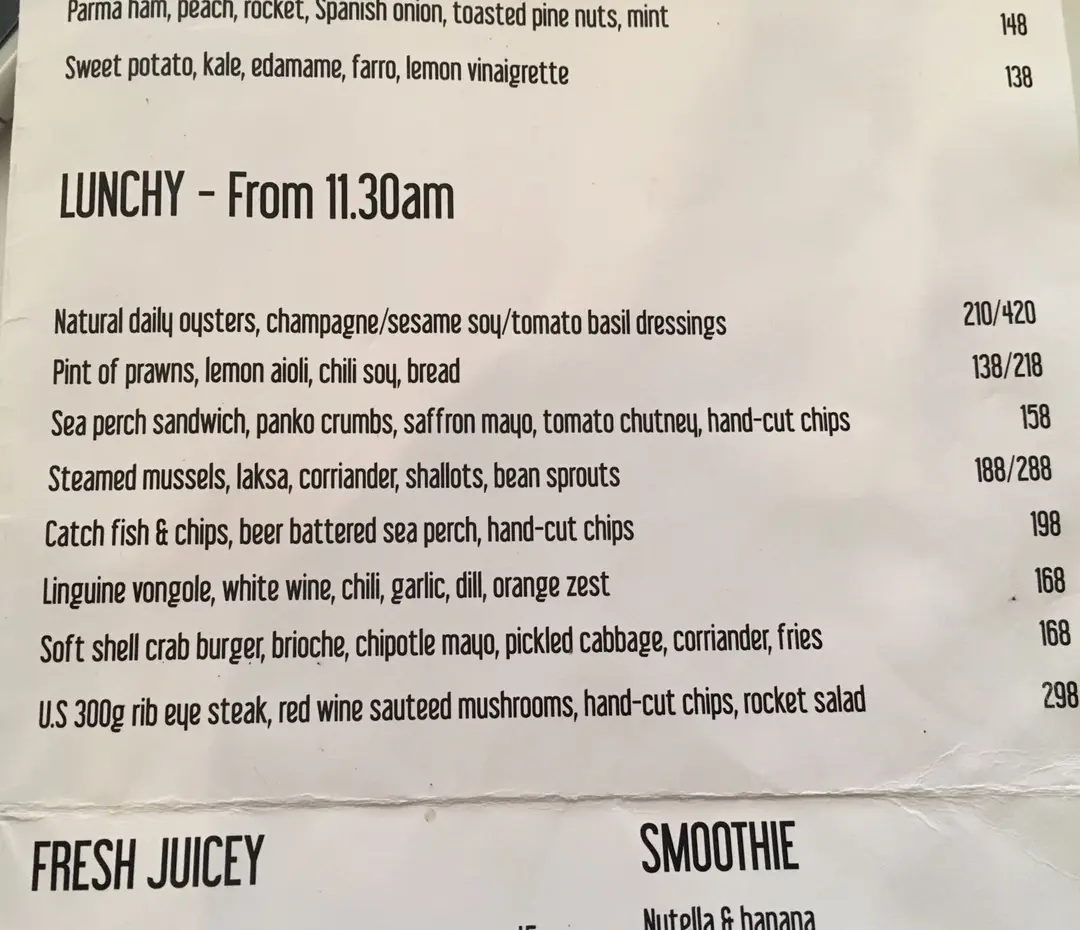 Parma ham, peach, rocket, Spanish onion, toasted pine nuts, mint 148
Sweet potato, kale, edamame, farro, lemon vinaigrette 138
LUNCHY - From 11.30am
Natural daily oysters, champagne/sesame soy/tomato basil dressings 210/420
Pint of prawns, lemon aioli, chili soy, bread 138/218
Sea perch sandwich, panko crumbs, saffron mayo, tomato chutney, hand-cut chips 158
Steamed mussels, laksa, corriander, shallots, bean sprouts 188/288
Catch fish & chips, beer battered sea perch, hand-cut chips 198
Linguine vongole, white wine, chili, garlic, dill, orange zest 168
Soft shell crab burger, brioche, chipotle mayo, pickled cabbage, corriander, fries 168
U.S 300g rib eye steak, red wine sauteed mushrooms, hand-cut chips, rocket salad 298
FRESH JUICEY
SMOOTHIE
Nutella & banana